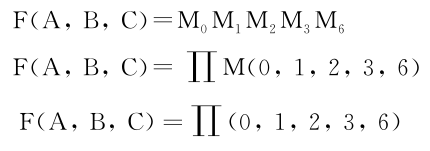 F(A, B, C)=M₀M₁M₂M₃M₆
F(A, B, C)= ∏M(0, 1, 2, 3, 6)
F(A, B, C)=∏(0, 1, 2, 3, 6)